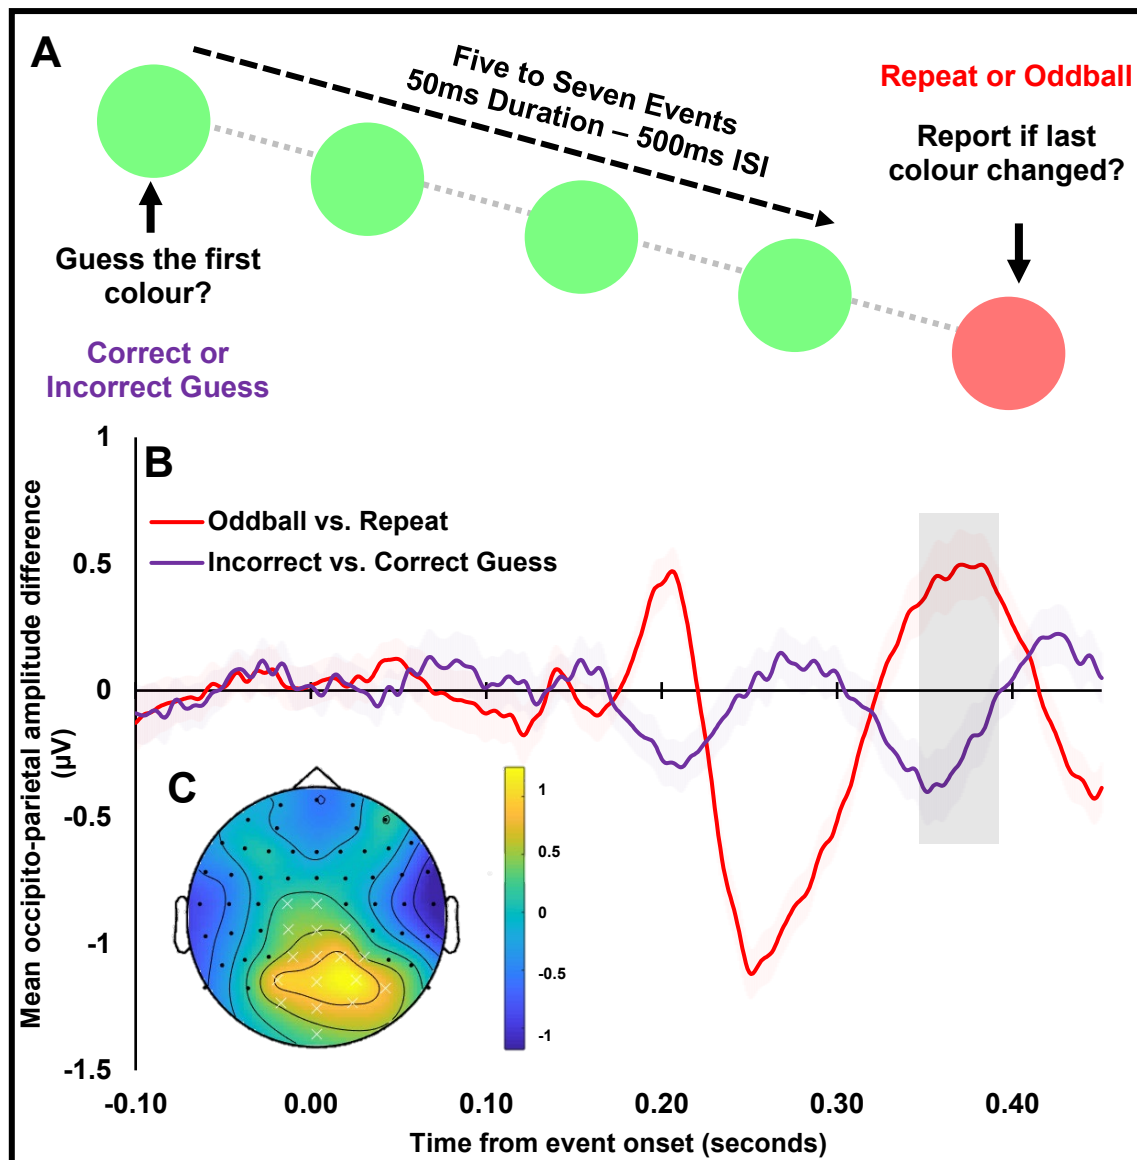 A
Five to Seven Events
50ms Duration – 500ms ISI
Repeat or Oddball
Report if last
colour changed?
Guess the first
colour?
Correct or
Incorrect Guess
B
Oddball vs. Repeat
Incorrect vs. Correct Guess
Mean occipito-parietal amplitude difference
(µV)
1
0.5
0
-0.5
-1
-1.5
C
1
0.5
0
-0.5
-1
-0.10
0.00
0.10
0.20
0.30
0.40
Time from event onset (seconds)